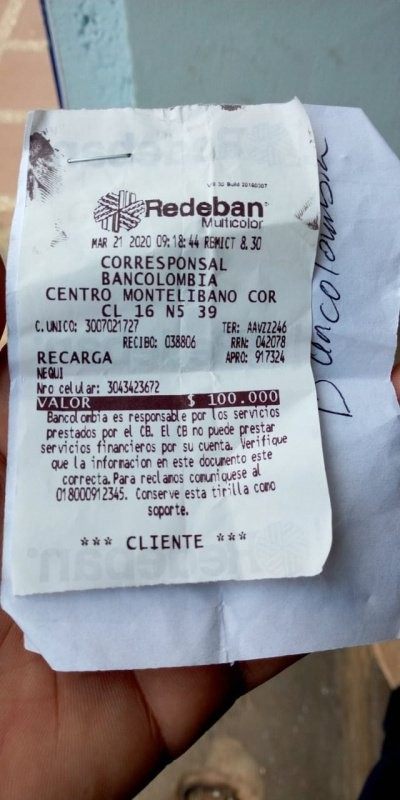 V8 30 Build 20180307
Redeban
Multicolor
MAR 21 2020 09:18:44 REMICT 8.30
CORRESPONSAL
BANCOLOMBIA
CENTRO MONTELIBANO COR
CL 16 N5 39
C.UNICO: 3007021727 TER: AAVZZ246
RECIBO: 038806 RRN: 042078
RECARGA APRO: 917324
NEQUI
Nro celular: 3043423672
VALOR $ 100.000
Bancolombia es responsable por los servicios
prestados por el CB. El CB no puede prestar
servicios financieros por su cuenta. Verifique
que la informacion en este documento este
correcta. Para reclamos comuniquese al
018000912345. Conserve esta tirilla como
soporte.
*** CLIENTE ***
Bancolombia